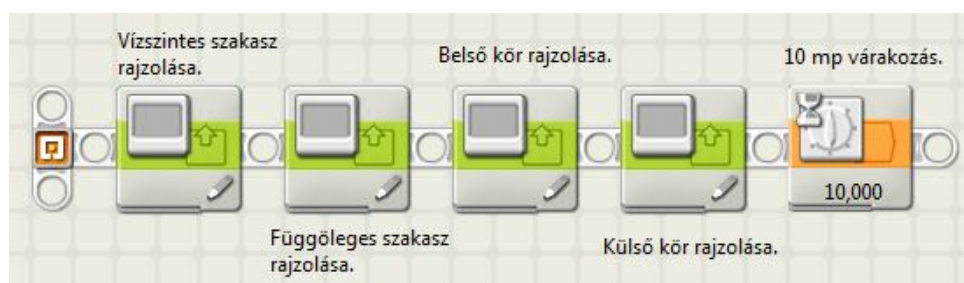 Vízszintes szakasz
rajzolása.
Belső kör rajzolása.
10 mp várakozás.
10,000
Függöleges szakasz
rajzolása.
Külső kör rajzolása.